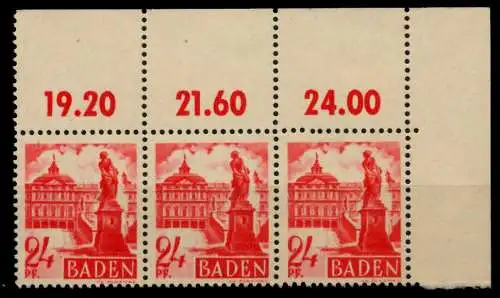 19.20 21.60 24.00
24 PF. BADEN 24 PF. BADEN 24 PF. BADEN